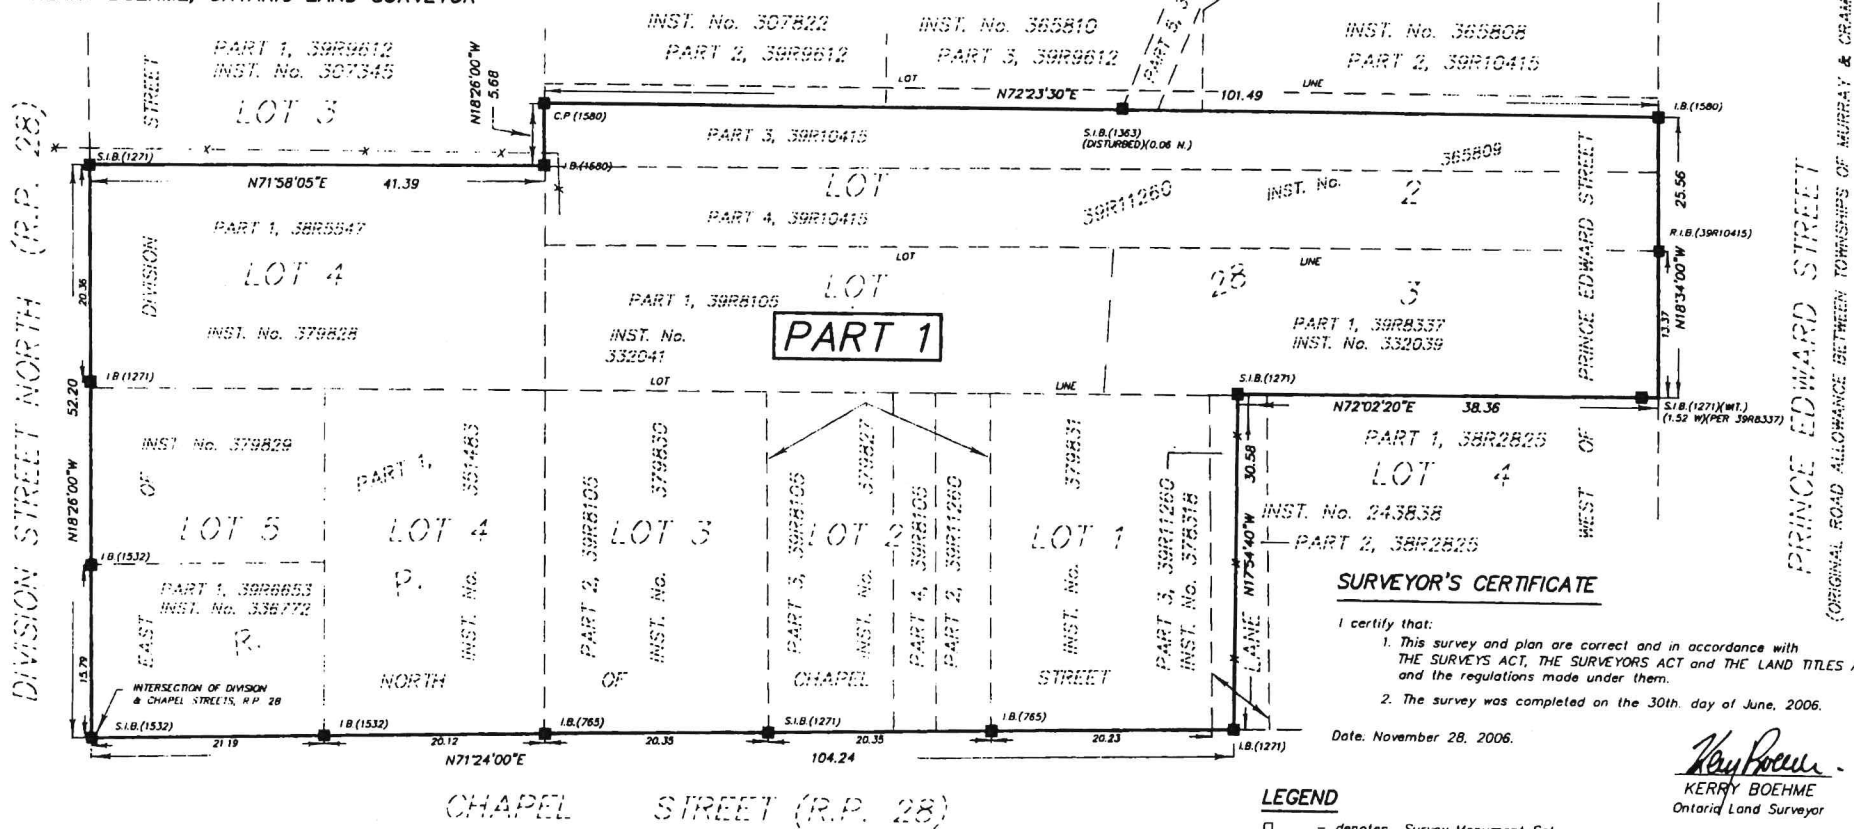 INST. No. 307822
INST. No. 365810
INST. No. 365808
PART 1, 39R9612
INST. No. 307345
LOT 3
PART 2, 39R9612
PART 3, 39R9612
PART 2, 39R10415
STREET
N18°26'00"W
5.68
LOT
LINE
N72°23'30"E
101.49
C.P.(1580)
I.B.(1580)
S.I.B.(1363)
(DISTURBED)(0.06 N.)
PART 3, 39R10415
365809
S.I.B.(1271)
I.B.(1580)
N71°58'05"E
41.39
LOT
2
INST. No.
39R11260
PART 4, 39R10415
25.56
R.I.B.(39R10415)
PART 1, 38R5547
LOT 4
INST. No. 379828
DIVISION
20.36
LOT
LINE
LOT
3
28
PART 1, 39R8105
INST. No.
332041
PART 1
PART 1, 39R8337
INST. No. 332039
PRINCE EDWARD STREET
N18°34'00"W
13.37
I.B.(1271)
LOT
LINE
S.I.B.(1271)
N72°02'20"E
38.36
S.I.B.(1271)(WIT.)
(1.52 W)(PER 39R8337)
DIVISION STREET NORTH (R.P. 28)
PRINCE EDWARD STREET
(ORIGINAL ROAD ALLOWANCE BETWEEN TOWNSHIPS OF MURRAY &
52.20
N18°26'00"W
INST. No. 379829
OF
LOT 5
PART 1,
351483
LOT 4
INST. No.
PART 2, 39R8105
379830
LOT 3
INST. No.
PART 3, 39R8105
379827
LOT 2
INST. No.
PART 4, 39R8105
PART 2, 39R11260
379831
LOT 1
INST. No.
PART 3, 39R11260
INST. No. 378318
30.58
N17°54'40"W
LANE
PART 1, 38R2825
LOT 4
INST. No. 243838
PART 2, 38R2825
WEST OF
I.B.(1532)
PART 1, 39R6653
INST. No. 336772
EAST
R.
P.
15.79
NORTH
OF
CHAPEL
STREET
INTERSECTION OF DIVISION
& CHAPEL STREETS, R.P. 28
S.I.B.(1532)
I.B.(1532)
I.B.(765)
S.I.B.(1271)
I.B.(765)
I.B.(1271)
21.19
20.12
20.35
20.35
20.23
N71°24'00"E
104.24
CHAPEL STREET (R.P. 28)
SURVEYOR'S CERTIFICATE
I certify that:
1. This survey and plan are correct and in accordance with
THE SURVEYS ACT, THE SURVEYORS ACT and THE LAND TITLES
and the regulations made under them.
2. The survey was completed on the 30th. day of June, 2006.
Date: November 28, 2006.
KERRY BOEHME
Ontario Land Surveyor
LEGEND
- denotes Survey Monument Set